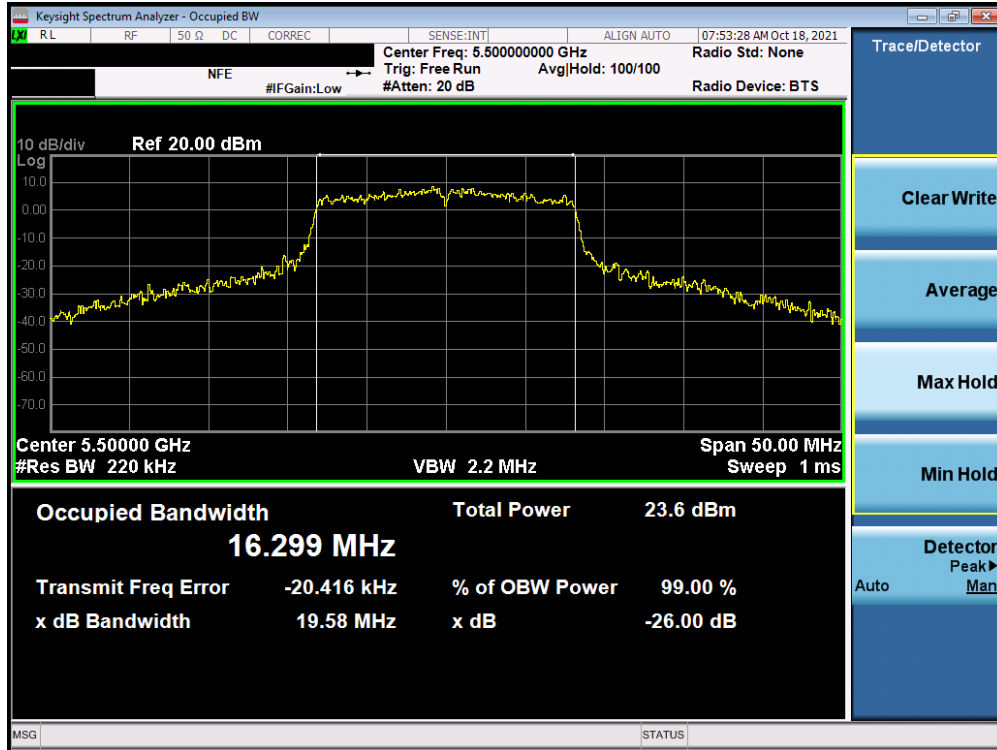 Keysight Spectrum Analyzer - Occupied BW
LXI RL RF 50 Ω DC CORREC SENSE:INT ALIGN AUTO 07:53:28 AM Oct 18, 2021
Center Freq: 5.500000000 GHz Radio Std: None
NFE Trig: Free Run Avg|Hold: 100/100
#IFGain:Low #Atten: 20 dB Radio Device: BTS
Trace/Detector
10 dB/div Ref 20.00 dBm
Log
10.0
0.00
-10.0
-20.0
-30.0
-40.0
-50.0
-60.0
-70.0
Center 5.50000 GHz Span 50.00 MHz
#Res BW 220 kHz VBW 2.2 MHz Sweep 1 ms
Occupied Bandwidth Total Power 23.6 dBm
16.299 MHz
Transmit Freq Error -20.416 kHz % of OBW Power 99.00 %
x dB Bandwidth 19.58 MHz x dB -26.00 dB
Clear Write
Average
Max Hold
Min Hold
Detector
Peak▶
Auto Man
MSG STATUS